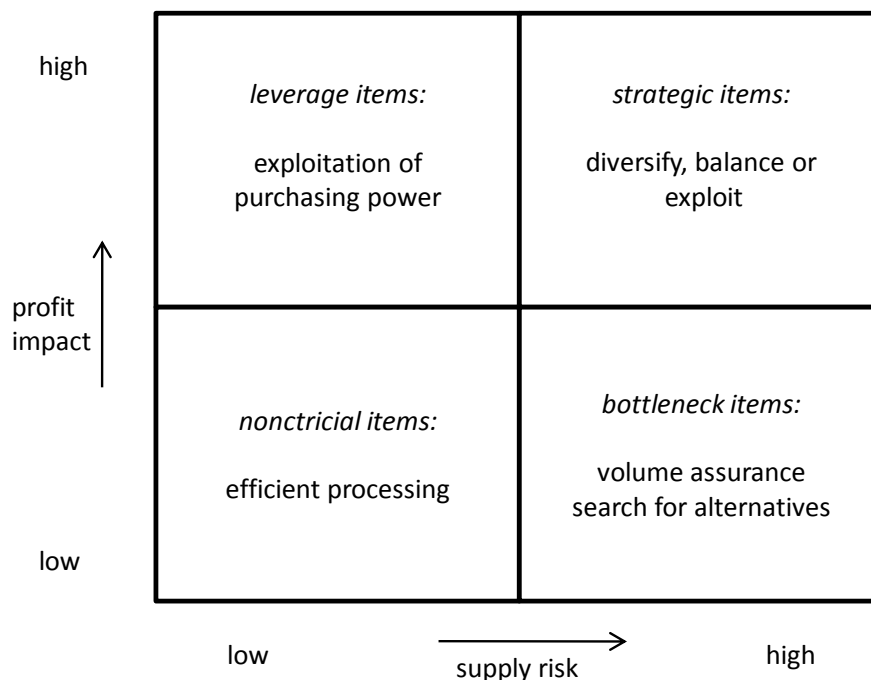 high
leverage items:
exploitation of
purchasing power
strategic items:
diversify, balance or
exploit
profit
impact
nonctricial items:
efficient processing
bottleneck items:
volume assurance
search for alternatives
low
low
supply risk
high